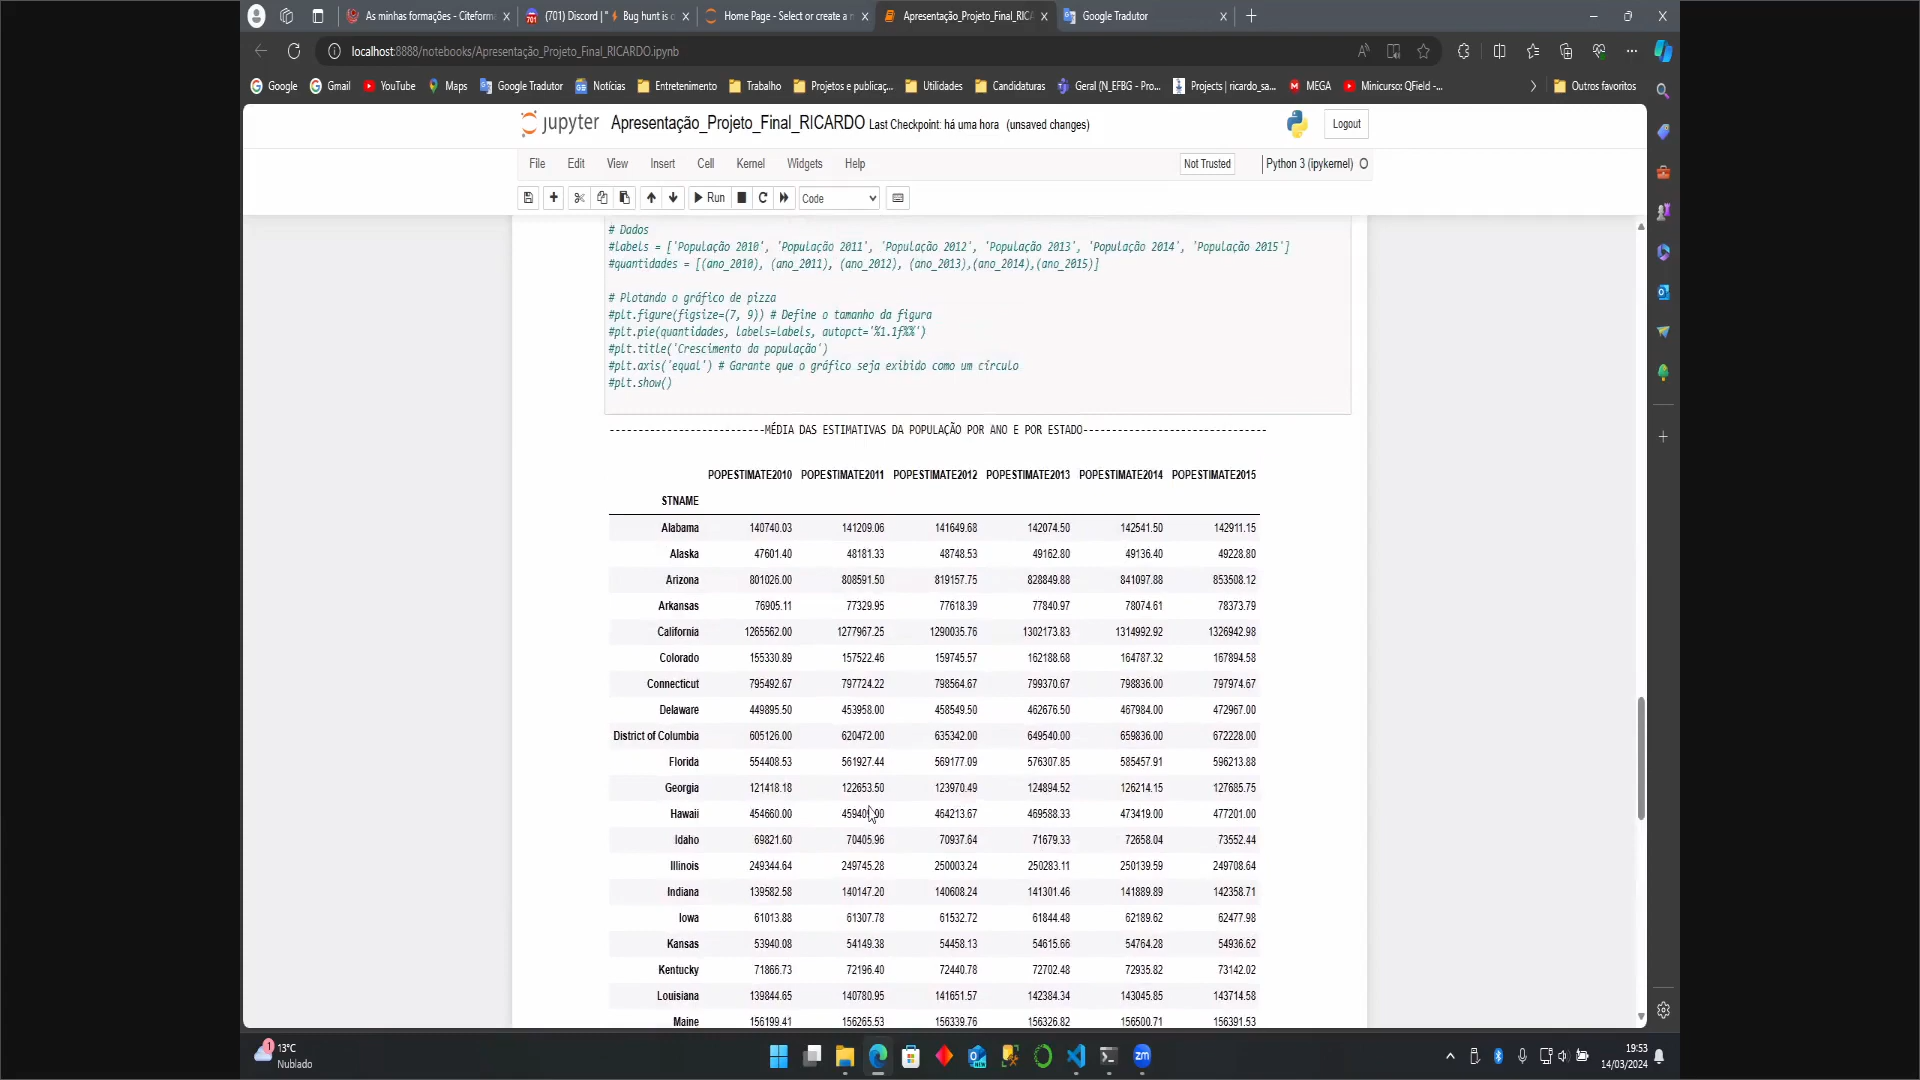 As minhas formações - Citeform
(701) Discord | "⚡ Bug hunt is o
Home Page - Select or create a n
Apresentação_Projeto_Final_RIC
Google Tradutor
localhost:8888/notebooks/Apresentação_Projeto_Final_RICARDO.ipynb
Google
Gmail
YouTube
Maps
Google Tradutor
Notícias
Entretenimento
Trabalho
Projetos e publicaç...
Utilidades
Candidaturas
Geral (N_EFBG - Pro...
Projects | ricardo_sa...
MEGA
Minicurso: QField -...
Outros favoritos
jupyter Apresentação_Projeto_Final_RICARDO Last Checkpoint: há uma hora (unsaved changes)
Logout
File Edit View Insert Cell Kernel Widgets Help
Not Trusted
Python 3 (ipykernel)
Run
Code
# Dados
#labels = ['População 2010', 'População 2011', 'População 2012', 'População 2013', 'População 2014', 'População 2015']
#quantidades = [(ano_2010), (ano_2011), (ano_2012), (ano_2013),(ano_2014),(ano_2015)]
# Plotando o gráfico de pizza
#plt.figure(figsize=(7, 9)) # Define o tamanho da figura
#plt.pie(quantidades, labels=labels, autopct='%1.1f%%')
#plt.title('Crescimento da população')
#plt.axis('equal') # Garante que o gráfico seja exibido como um círculo
#plt.show()
---------------------------MÉDIA DAS ESTIMATIVAS DA POPULAÇÃO POR ANO E POR ESTADO--------------------------------
POPESTIMATE2010 POPESTIMATE2011 POPESTIMATE2012 POPESTIMATE2013 POPESTIMATE2014 POPESTIMATE2015
STNAME
Alabama 140740.03 141209.06 141649.68 142074.50 142541.50 142911.15
Alaska 47601.40 48181.33 48748.53 49162.80 49136.40 49228.80
Arizona 801026.00 808591.50 819157.75 828849.88 841097.88 853508.12
Arkansas 76905.11 77329.95 77618.39 77840.97 78074.61 78373.79
California 1265562.00 1277967.25 1290035.76 1302173.83 1314992.92 1326942.98
Colorado 155330.89 157522.46 159745.57 162188.68 164787.32 167894.58
Connecticut 795492.67 797724.22 798564.67 799370.67 798836.00 797974.67
Delaware 449895.50 453958.00 458549.50 462676.50 467984.00 472967.00
District of Columbia 605126.00 620472.00 635342.00 649540.00 659836.00 672228.00
Florida 554408.53 561927.44 569177.09 576307.85 585457.91 596213.88
Georgia 121418.18 122653.50 123970.49 124894.52 126214.15 127685.75
Hawaii 454660.00 464213.67 469588.33 473419.00 477201.00
Idaho 69821.60 70405.96 70937.64 71679.33 72658.04 73552.44
Illinois 249344.64 249745.28 250003.24 250283.11 250139.59 249708.64
Indiana 139582.58 140147.20 140608.24 141301.46 141889.89 142358.71
Iowa 61013.88 61307.78 61532.72 61844.48 62189.62 62477.98
Kansas 53940.08 54149.38 54458.13 54615.66 54764.28 54936.62
Kentucky 71866.73 72196.40 72440.78 72702.48 72935.82 73142.02
Louisiana 139844.65 140780.95 141651.57 142384.34 143045.85 143714.58
Maine 156199.41 156265.53 156339.76 156326.82 156500.71 156391.53
1
13°C
Nublado
zm
19:53
14/03/2024